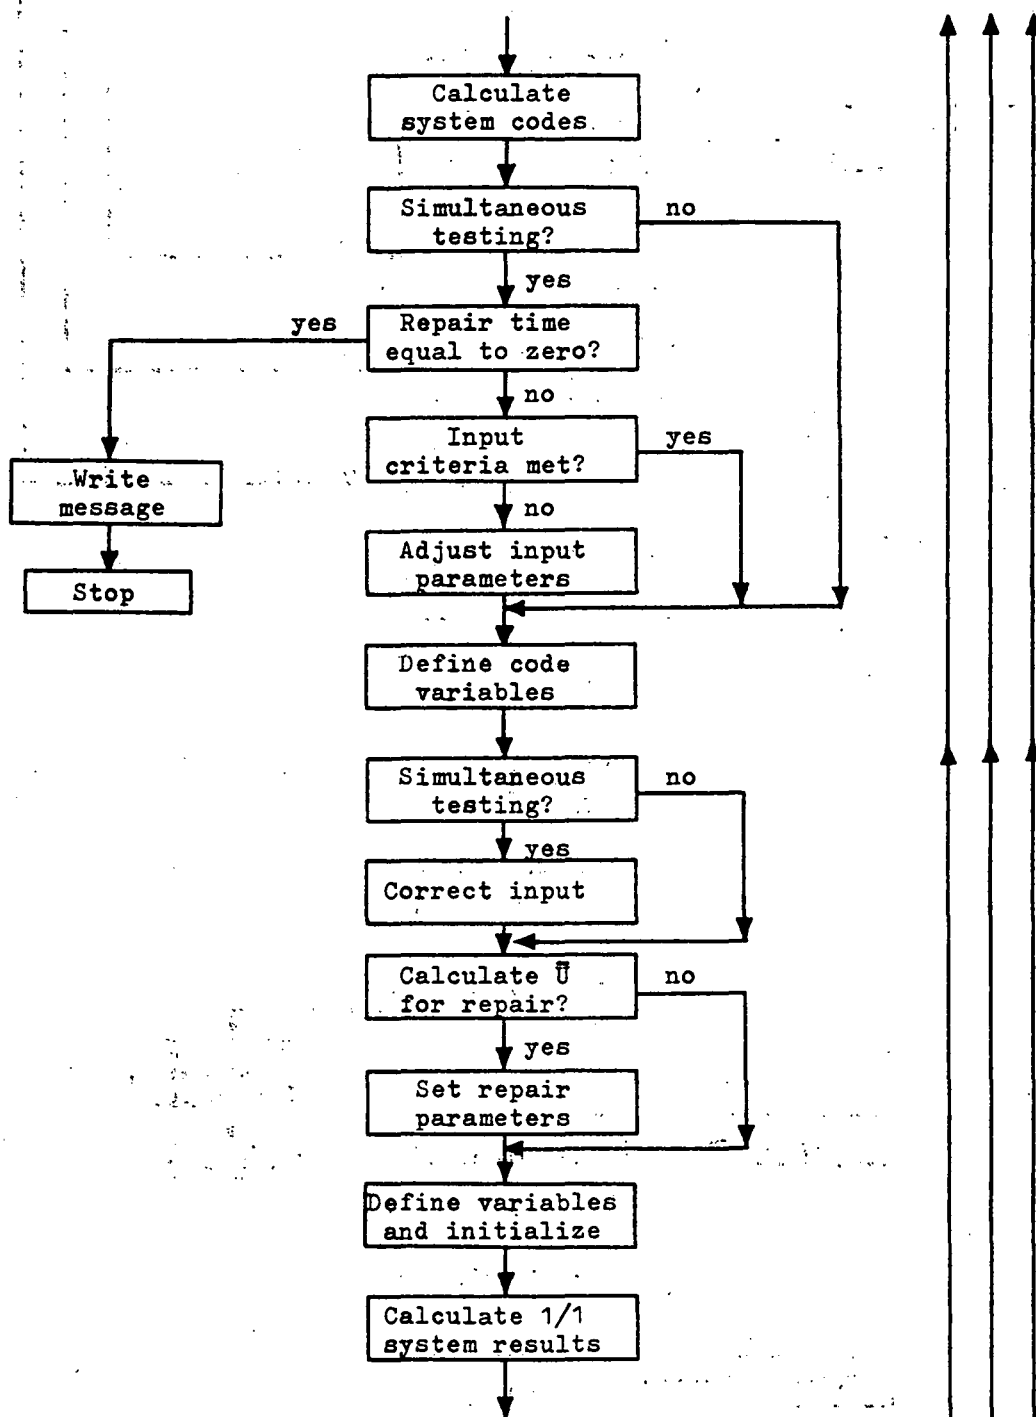 Calculate
system codes
Simultaneous
testing?
no
yes
Repair time
equal to zero?
yes
no
Input
criteria met?
yes
Write
message
no
Adjust input
parameters
Stop
Define code
variables
Simultaneous
testing?
no
yes
Correct input
Calculate Ū
for repair?
no
yes
Set repair
parameters
Define variables
and initialize
Calculate 1/1
system results